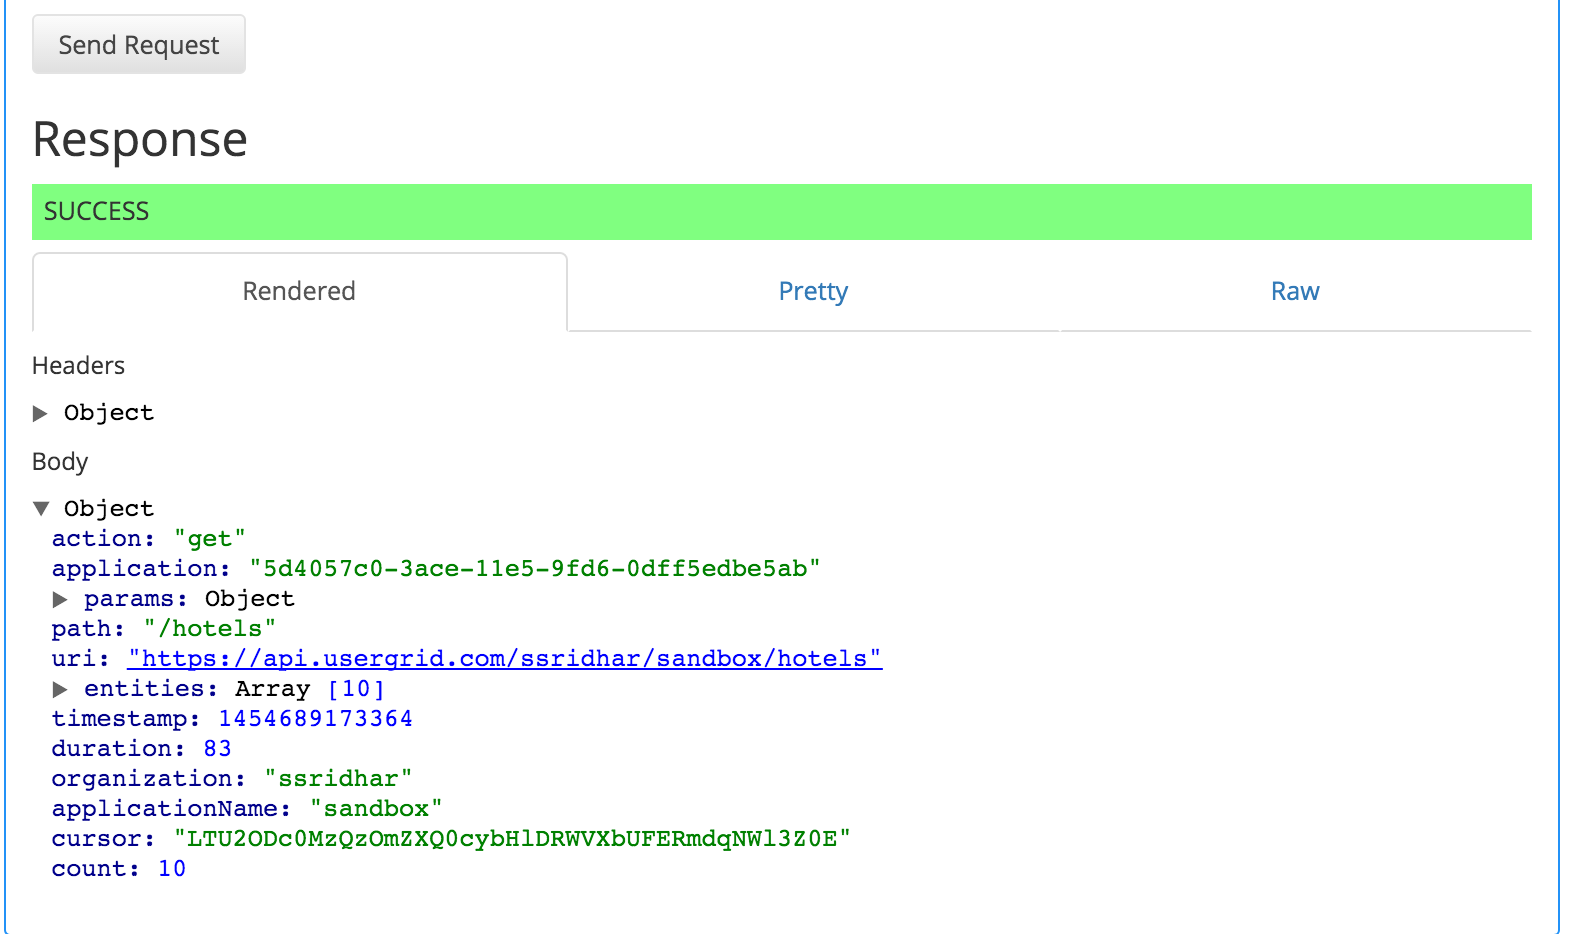 Send Request
Response
SUCCESS
Rendered Pretty Raw
Headers
▶ Object
Body
▼ Object
action: "get"
application: "5d4057c0-3ace-11e5-9fd6-0dff5edbe5ab"
▶ params: Object
path: "/hotels"
uri: "https://api.usergrid.com/ssridhar/sandbox/hotels"
▶ entities: Array [10]
timestamp: 1454689173364
duration: 83
organization: "ssridhar"
applicationName: "sandbox"
cursor: "LTU2ODc0MzQzOmZXQ0cybHlDRWVXbUFERmdqNWl3Z0E"
count: 10